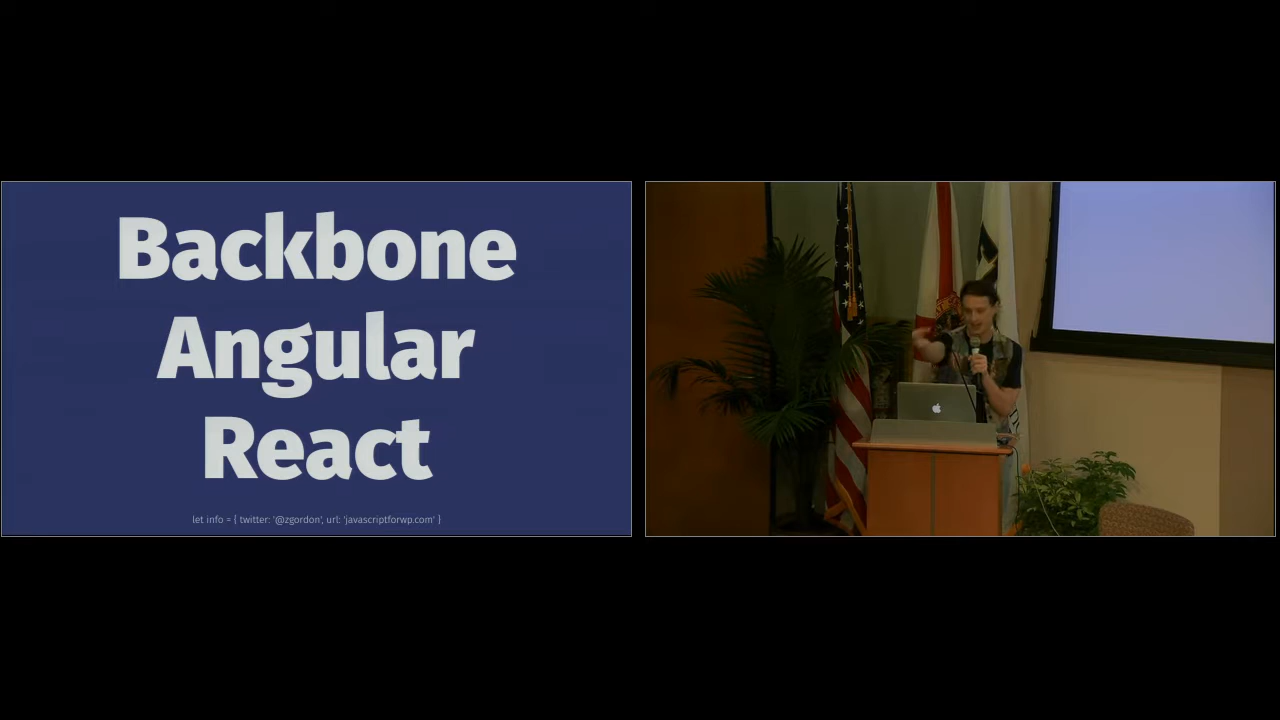 Backbone
Angular
React
let info = { twitter: '@zgordon', url: 'javascriptforwp.com' }